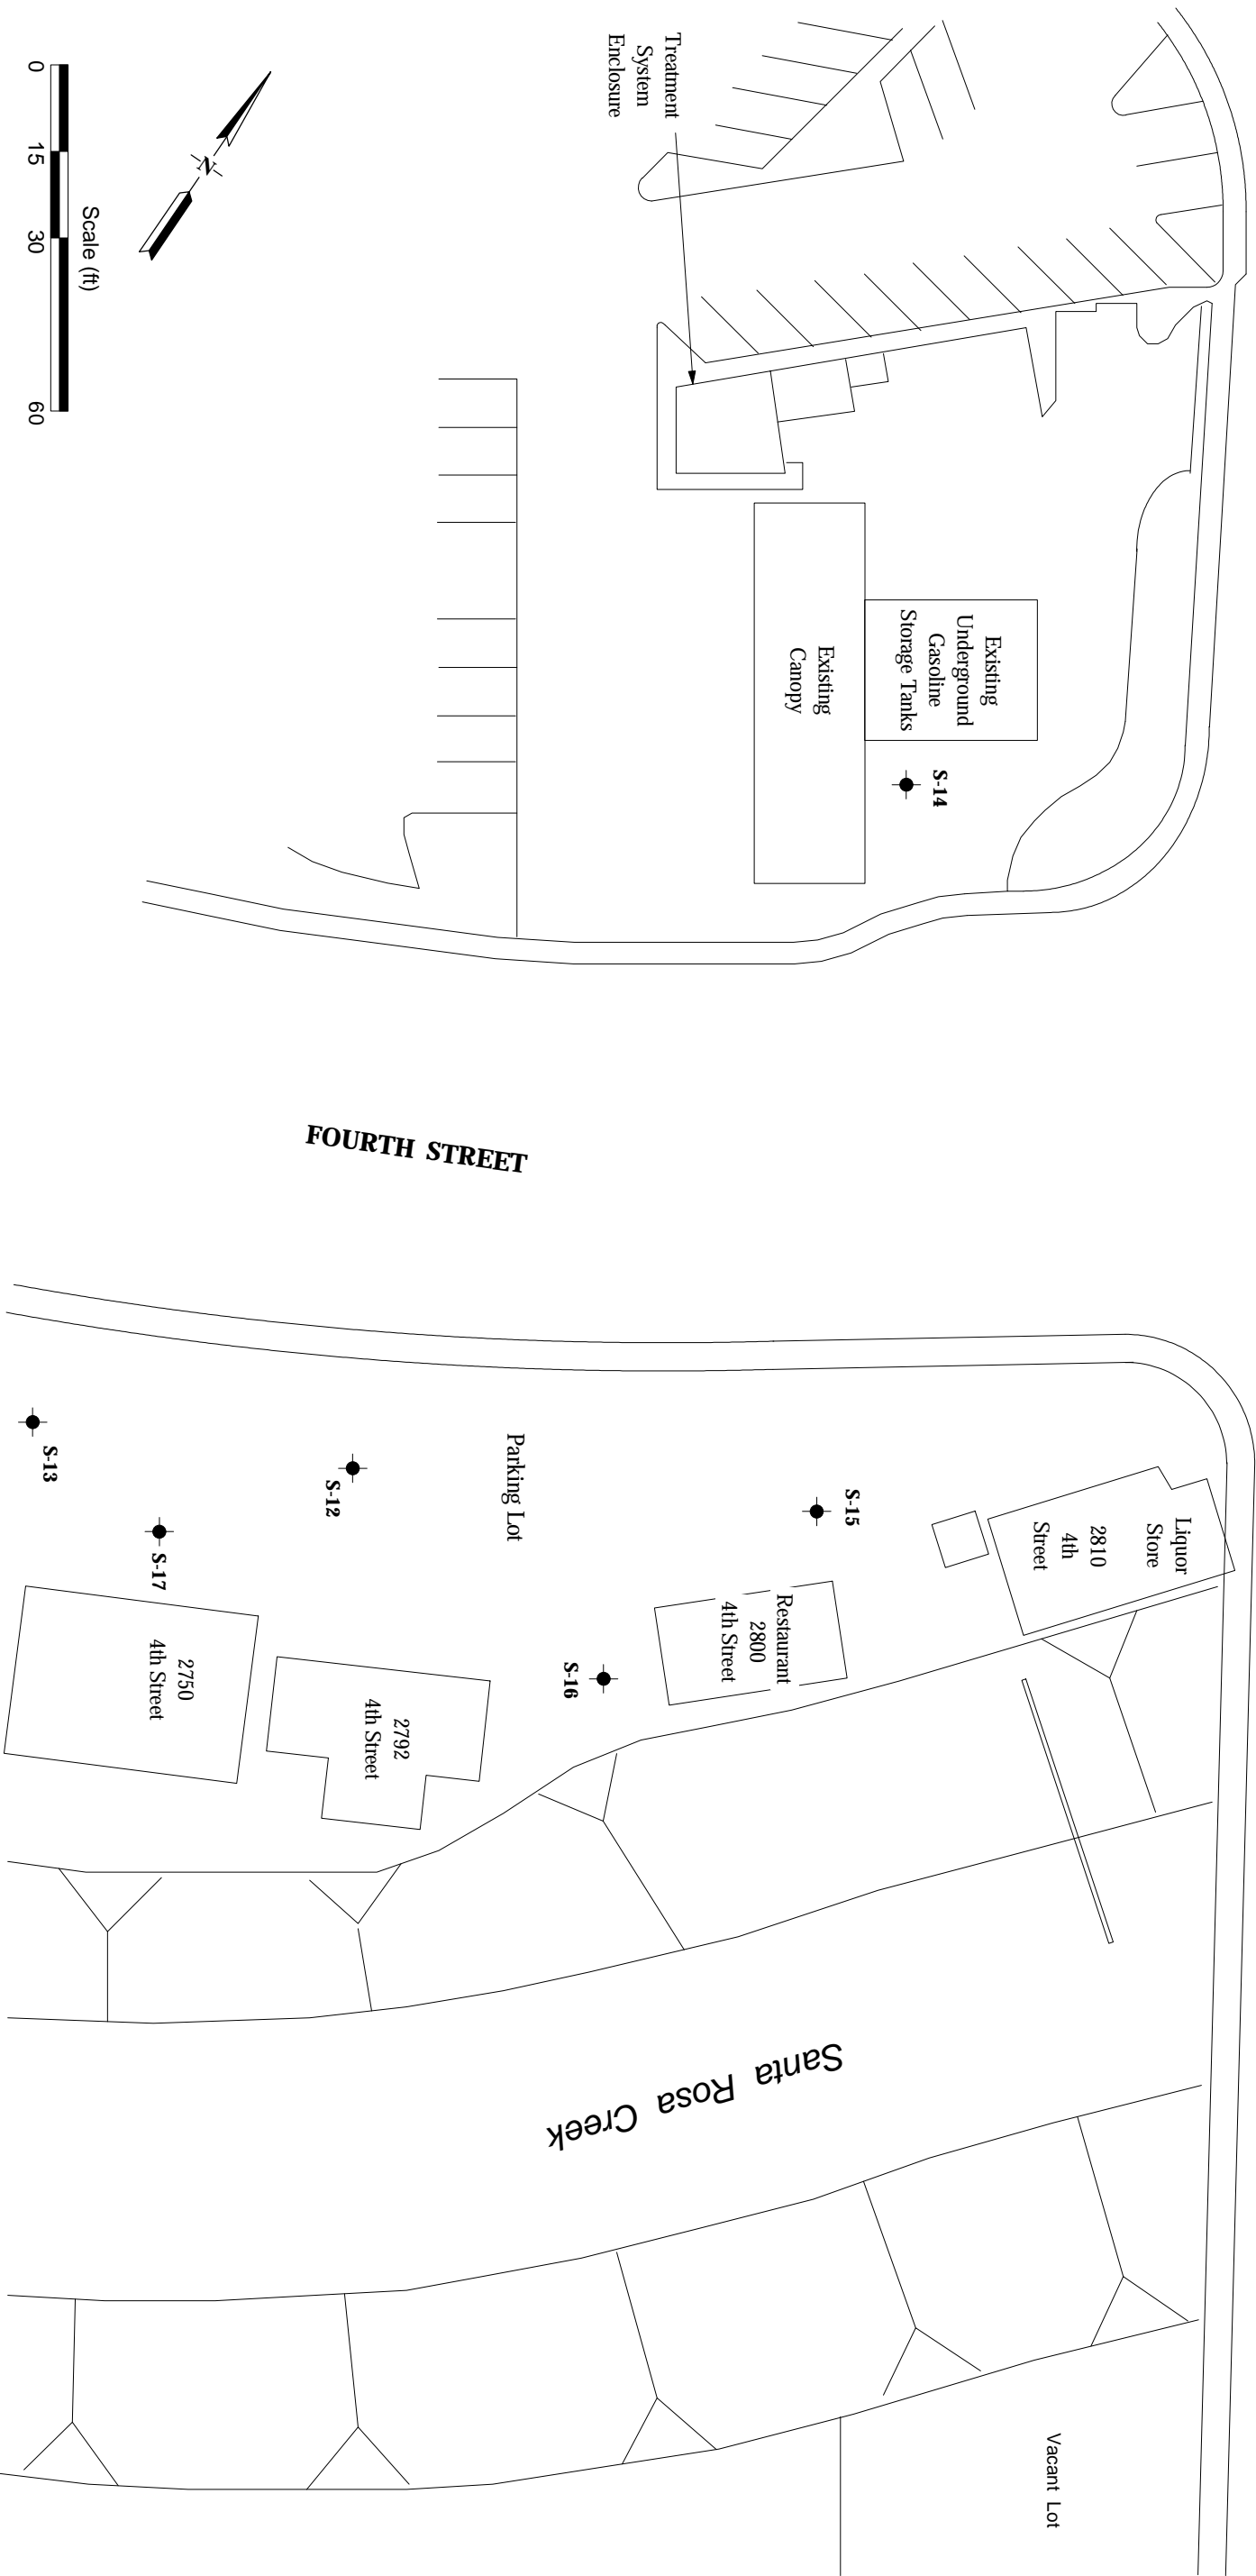 Treatment
System
Enclosure
N
Scale (ft)
0 15 30 60
Existing
Underground
Gasoline
Storage Tanks
Existing
Canopy
S-14
FOURTH STREET
S-13
S-12
S-17
Parking Lot
S-15
S-16
Liquor
Store
2810
4th
Street
Restaurant
2800
4th Street
2792
4th Street
2750
4th Street
Santa Rosa Creek
Vacant Lot